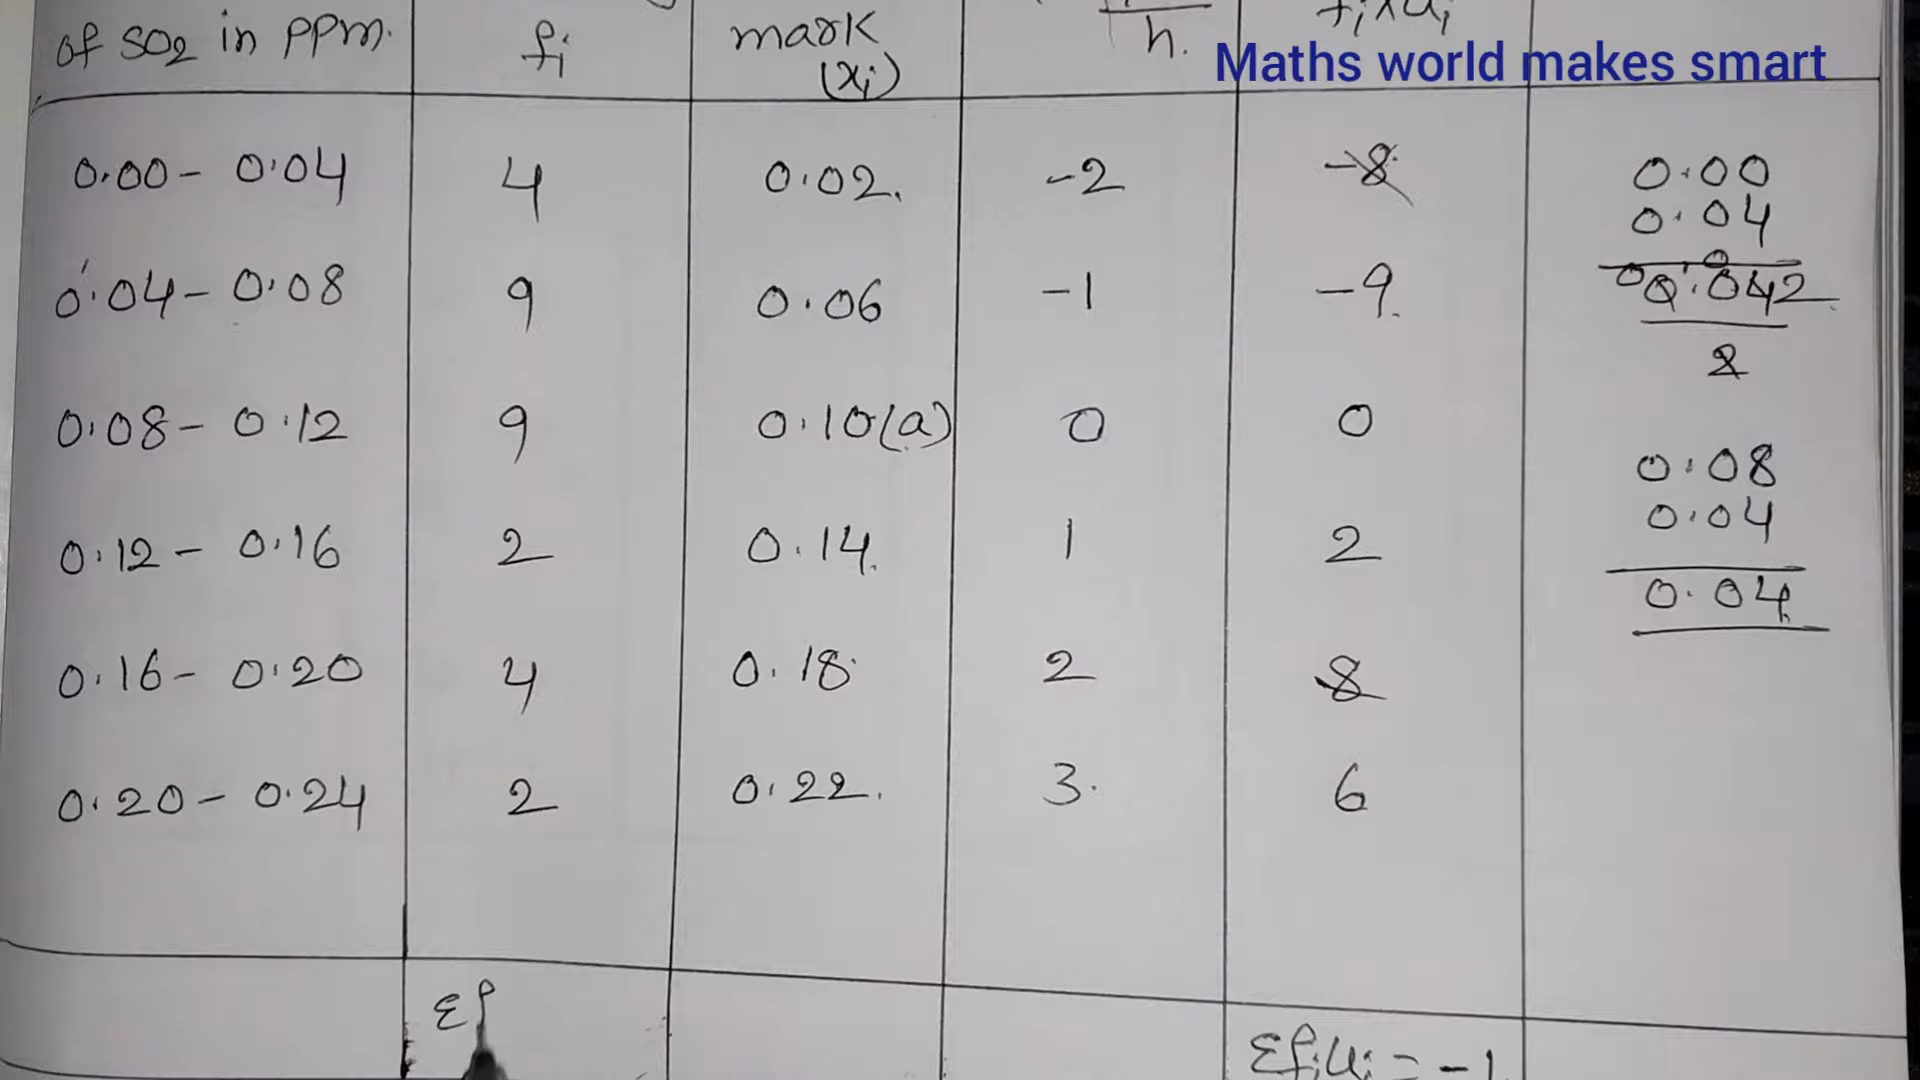 of SO2 in ppm. fi mark (xi) h. fi×ui
Maths world makes smart
0.00 - 0.04 4 0.02. -2 -8
0.04 - 0.08 9 0.06 -1 -9.
0.08 - 0.12 9 0.10(a) 0 0
0.12 - 0.16 2 0.14. 1 2
0.16 - 0.20 4 0.18. 2 8
0.20 - 0.24 2 0.22. 3. 6
Σf Σfiui = -1
0.00
0.04
2
0.08
0.04
0.04